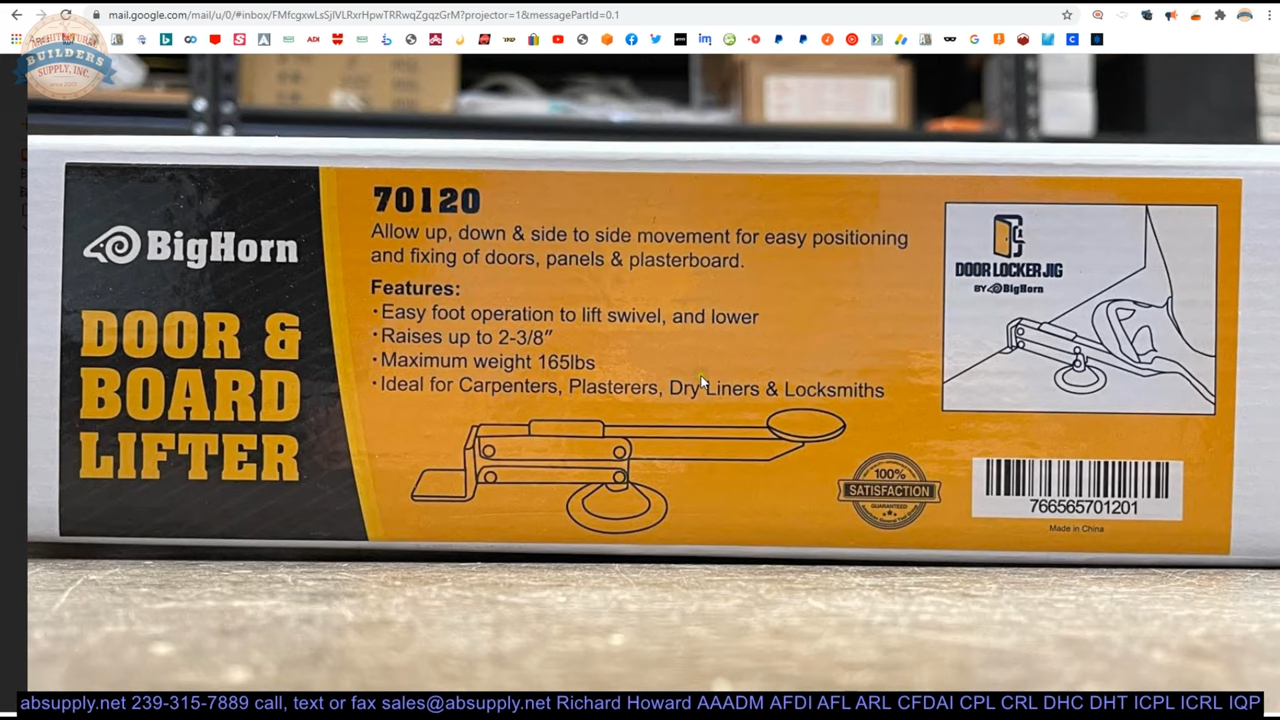 mail.google.com/mail/u/0/#inbox/FMfcgxwLsSjlVLRxrHpwTRRwqZgqzGrM?projector=1&messagePartId=0.1
ARCHITECTURAL
BUILDERS
SUPPLY, INC.
since 2003
BigHorn
DOOR &
BOARD
LIFTER
70120
Allow up, down & side to side movement for easy positioning
and fixing of doors, panels & plasterboard.
Features:
·Easy foot operation to lift swivel, and lower
·Raises up to 2-3/8″
·Maximum weight 165lbs
·Ideal for Carpenters, Plasterers, Dry Liners & Locksmiths
DOOR LOCKER JIG
BY BigHorn
100%
SATISFACTION
GUARANTEED
766565701201
Made in China
absupply.net 239-315-7889 call, text or fax sales@absupply.net Richard Howard AAADM AFDI AFL ARL CFDAI CPL CRL DHC DHT ICPL ICRL IQP